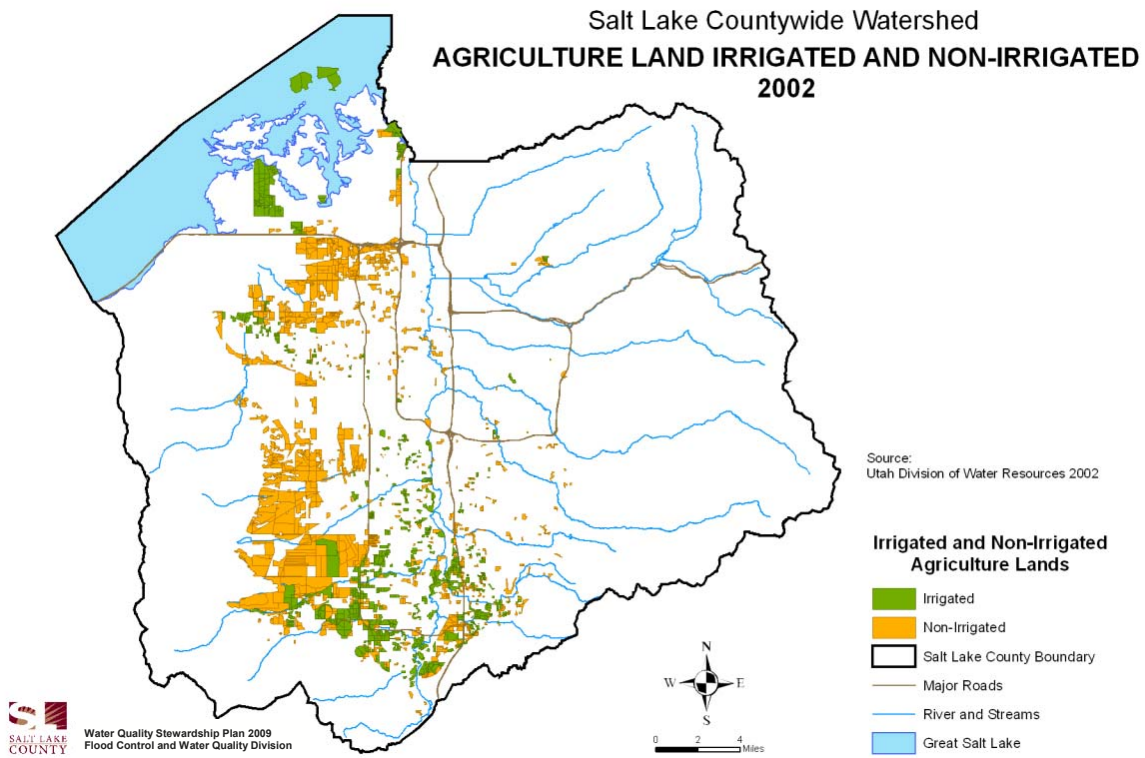 Salt Lake Countywide Watershed
AGRICULTURE LAND IRRIGATED AND NON-IRRIGATED
2002
Source:
Utah Division of Water Resources 2002
Irrigated and Non-Irrigated
Agriculture Lands
Irrigated
Non-Irrigated
Salt Lake County Boundary
Major Roads
River and Streams
Great Salt Lake
N
W E
S
0 2 4
Miles
SL
SALT LAKE
COUNTY
Water Quality Stewardship Plan 2009
Flood Control and Water Quality Division